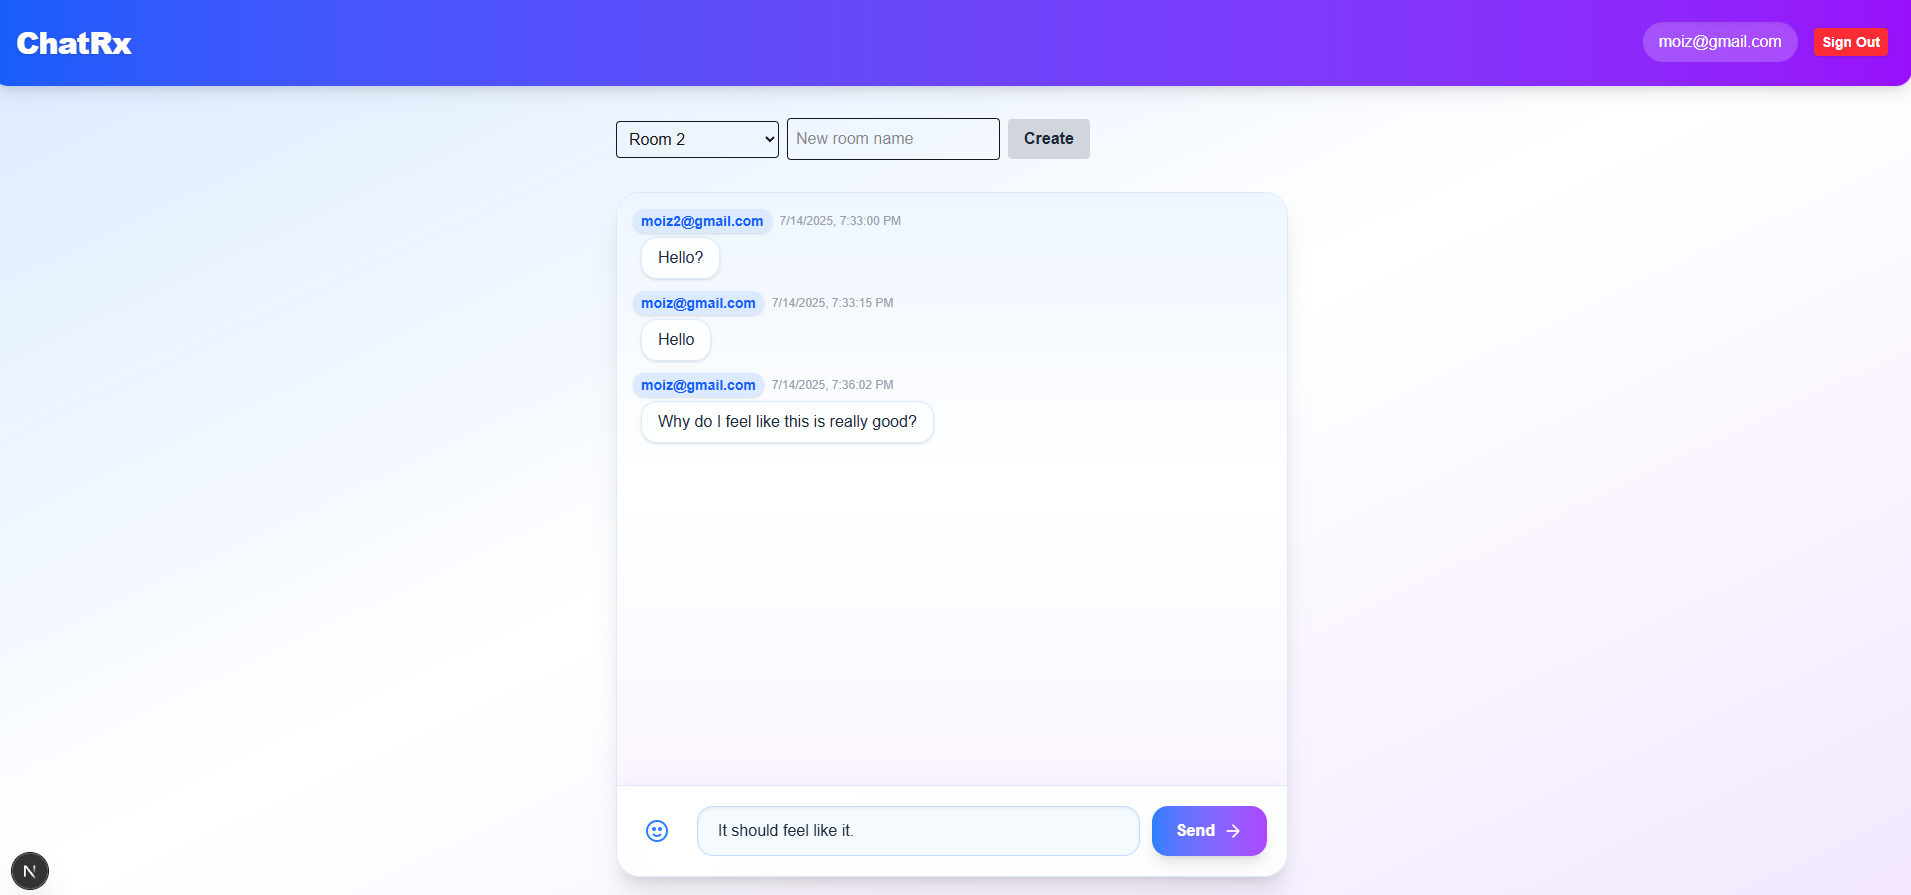 ChatRx
moiz@gmail.com
Sign Out
Room 2
New room name
Create
moiz2@gmail.com 7/14/2025, 7:33:00 PM
Hello?
moiz@gmail.com 7/14/2025, 7:33:15 PM
Hello
moiz@gmail.com 7/14/2025, 7:36:02 PM
Why do I feel like this is really good?
It should feel like it.
Send
N